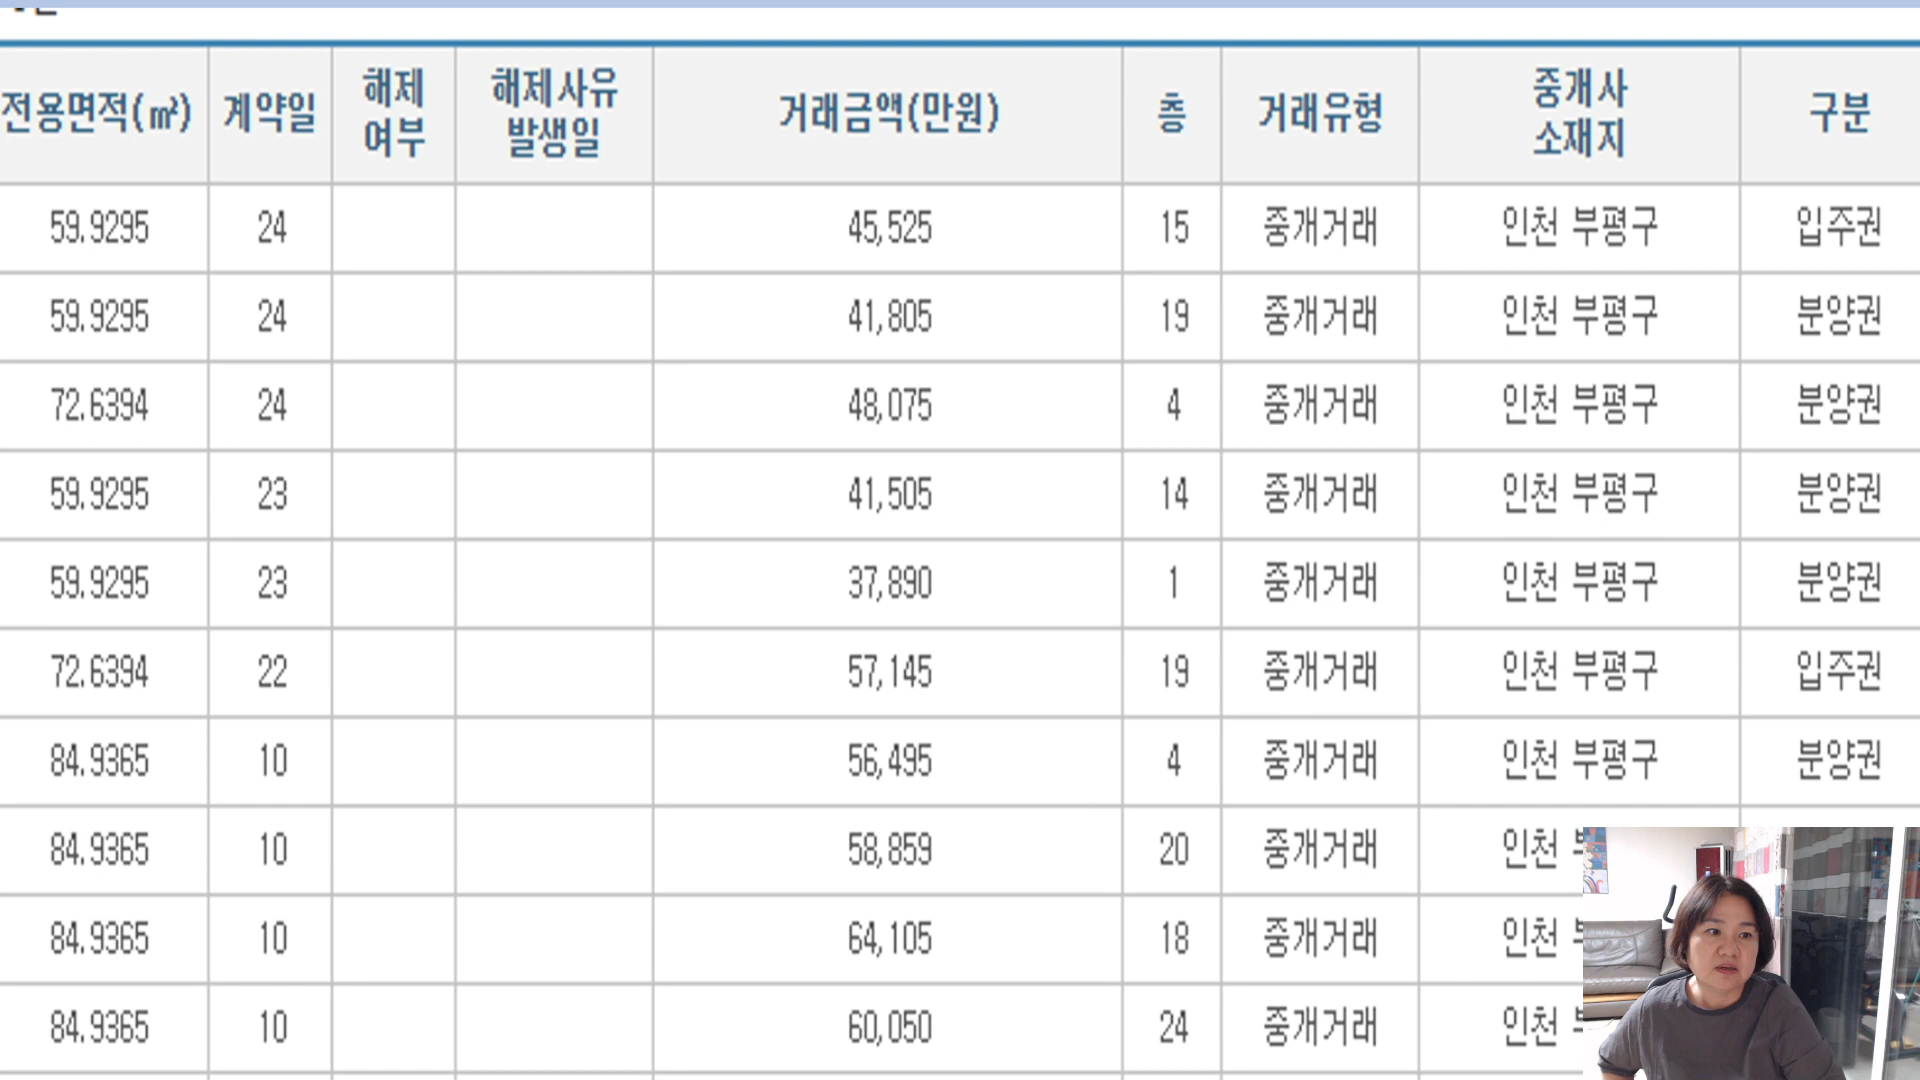 전용면적(㎡) 계약일 해제 여부 해제사유 발생일 거래금액(만원) 층 거래유형 중개사 소재지 구분
59.9295 24 45,525 15 중개거래 인천 부평구 입주권
59.9295 24 41,805 19 중개거래 인천 부평구 분양권
72.6394 24 48,075 4 중개거래 인천 부평구 분양권
59.9295 23 41,505 14 중개거래 인천 부평구 분양권
59.9295 23 37,890 1 중개거래 인천 부평구 분양권
72.6394 22 57,145 19 중개거래 인천 부평구 입주권
84.9365 10 56,495 4 중개거래 인천 부평구 분양권
84.9365 10 58,859 20 중개거래 인천
84.9365 10 64,105 18 중개거래 인천
84.9365 10 60,050 24 중개거래 인천